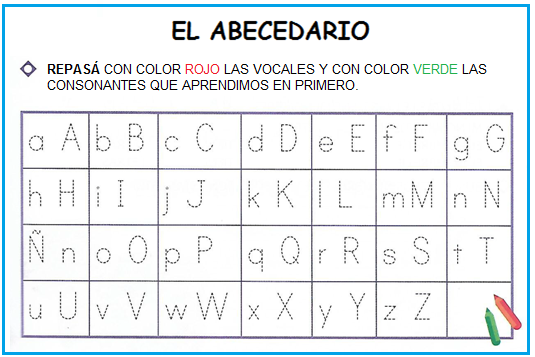 EL ABECEDARIO
REPASÁ CON COLOR ROJO LAS VOCALES Y CON COLOR VERDE LAS
CONSONANTES QUE APRENDIMOS EN PRIMERO.
a A b B c C d D e E f F g G
h H i I j J k K l L m M n N
Ñ n o O p P q Q r R s S t T
u U v V w W x X y Y z Z